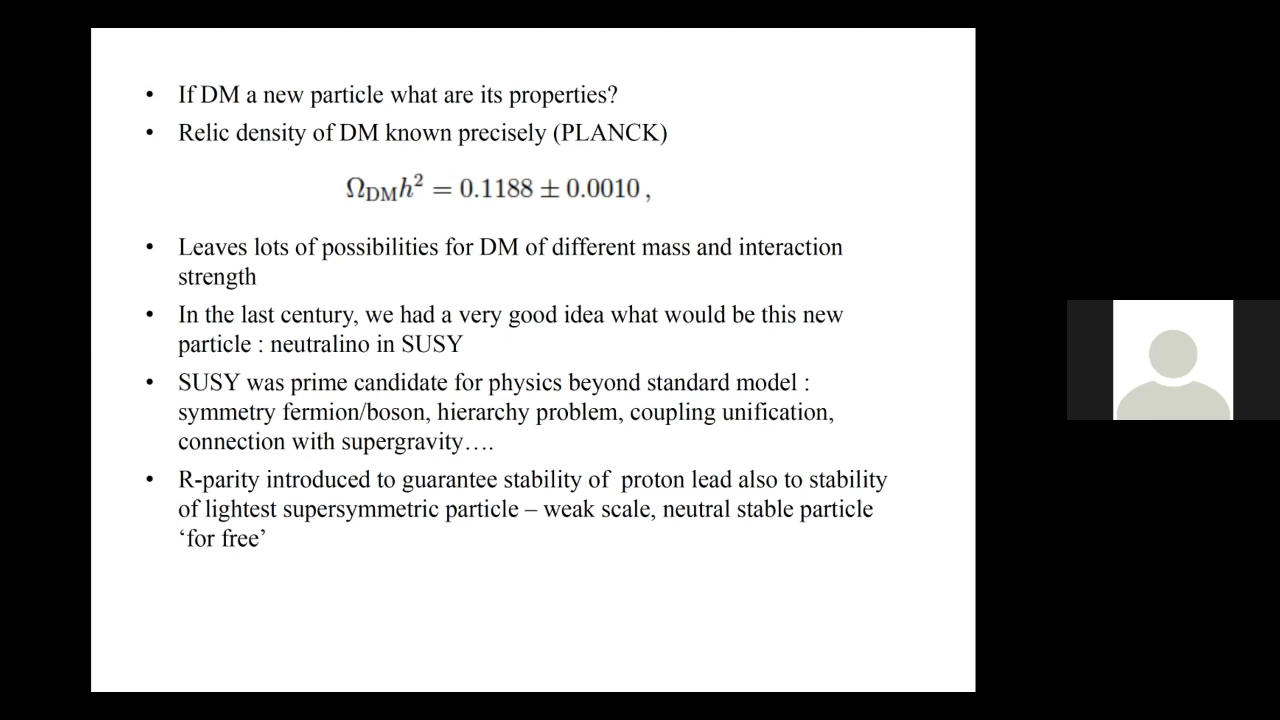 • If DM a new particle what are its properties?
• Relic density of DM known precisely (PLANCK)
Ω_DM h² = 0.1188 ± 0.0010 ,
• Leaves lots of possibilities for DM of different mass and interaction
strength
• In the last century, we had a very good idea what would be this new
particle : neutralino in SUSY
• SUSY was prime candidate for physics beyond standard model :
symmetry fermion/boson, hierarchy problem, coupling unification,
connection with supergravity….
• R-parity introduced to guarantee stability of  proton lead also to stability
of lightest supersymmetric particle – weak scale, neutral stable particle
‘for free’